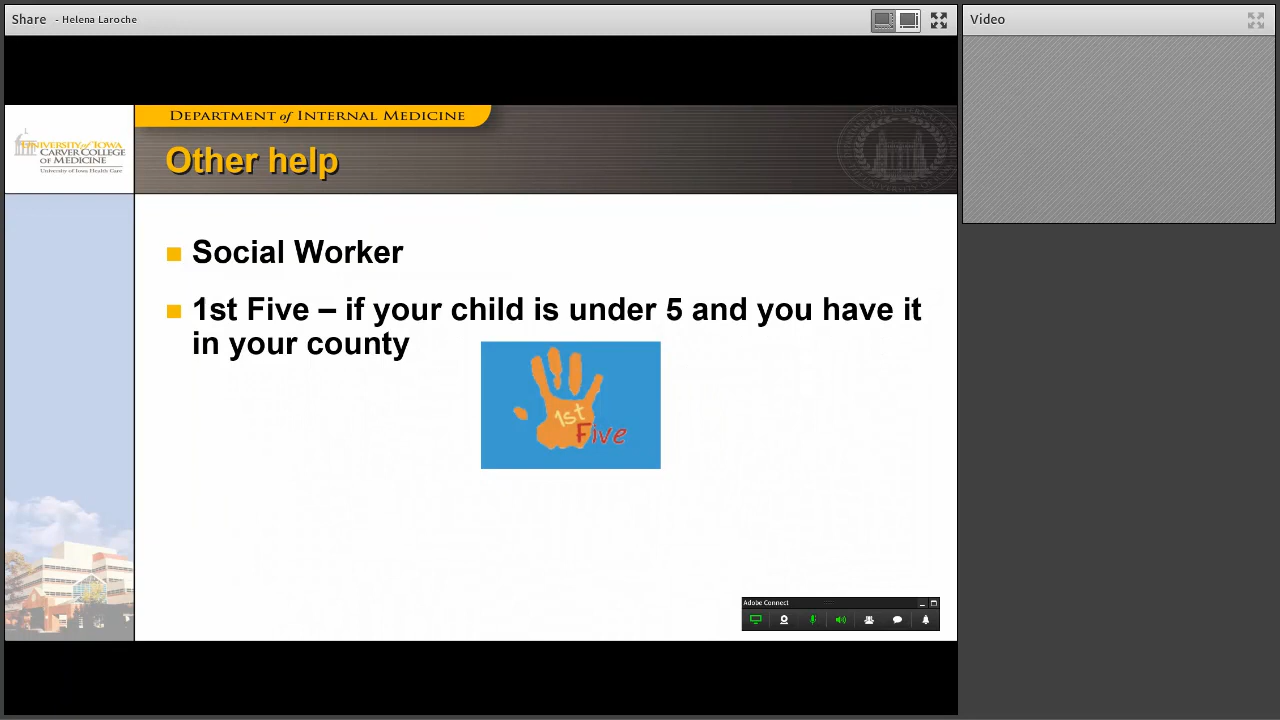 Share - Helena Laroche
Video
DEPARTMENT of INTERNAL MEDICINE
UNIVERSITY of IOWA
CARVER COLLEGE
OF MEDICINE
University of Iowa Health Care
Other help
Social Worker
1st Five – if your child is under 5 and you have it
in your county
1st
Five
Adobe Connect